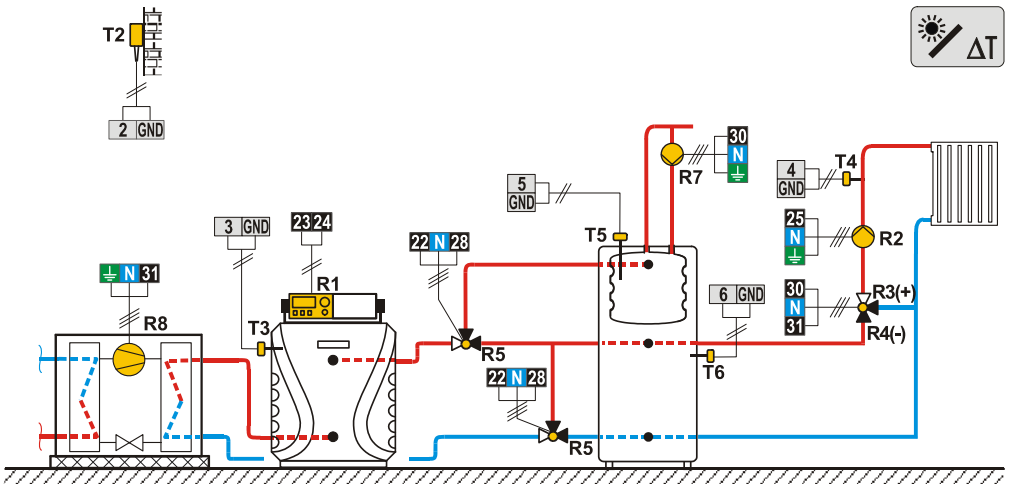 T2
2 GND
ΔT
30
N
R7
5
GND
4
GND
T4
25
N
R2
T5
3 GND
23 24
22 N 28
N 31
R1
6 GND
30
N
31
R3(+)
R4(-)
R8
T3
R5
T6
22 N 28
R5